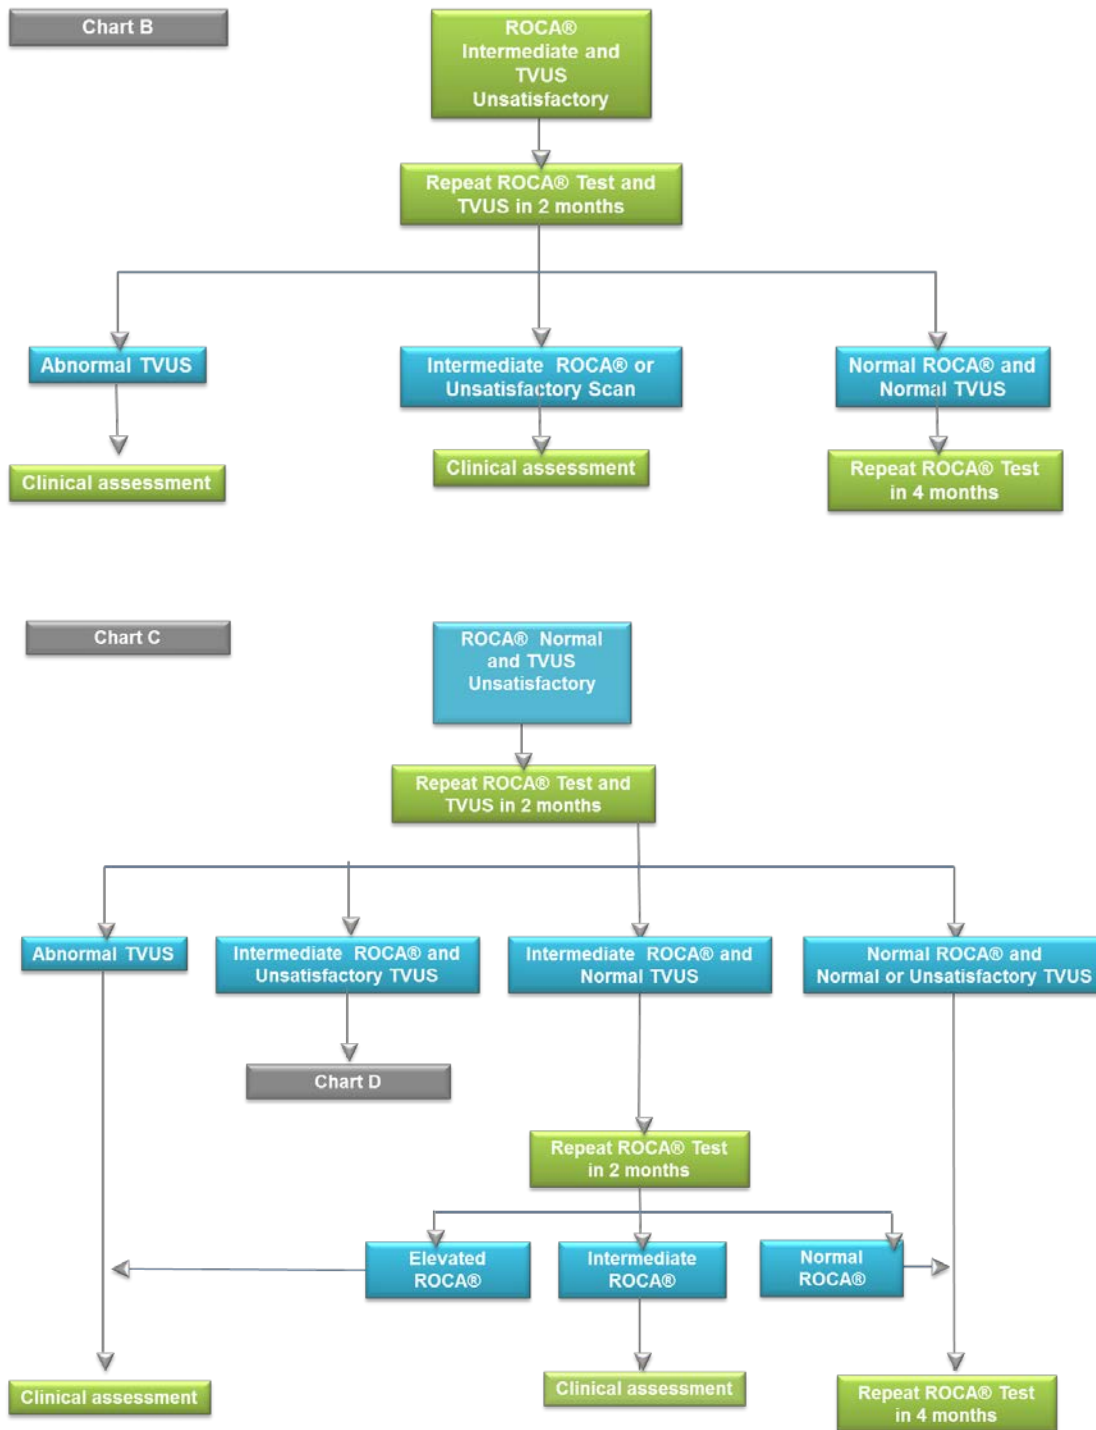 Chart B
ROCA®
Intermediate and
TVUS
Unsatisfactory
Repeat ROCA® Test and
TVUS in 2 months
Abnormal TVUS
Intermediate ROCA® or
Unsatisfactory Scan
Normal ROCA® and
Normal TVUS
Clinical assessment
Clinical assessment
Repeat ROCA® Test
in 4 months
Chart C
ROCA® Normal
and TVUS
Unsatisfactory
Repeat ROCA® Test and
TVUS in 2 months
Abnormal TVUS
Intermediate ROCA® and
Unsatisfactory TVUS
Intermediate ROCA® and
Normal TVUS
Normal ROCA® and
Normal or Unsatisfactory TVUS
Chart D
Repeat ROCA® Test
in 2 months
Elevated
ROCA®
Intermediate
ROCA®
Normal
ROCA®
Clinical assessment
Clinical assessment
Repeat ROCA® Test
in 4 months